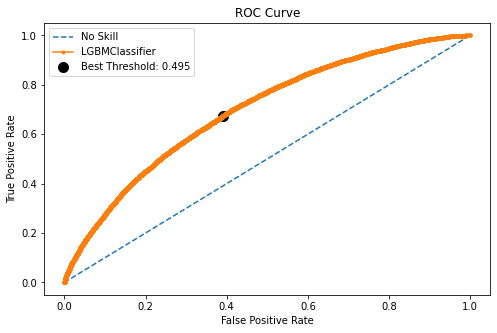 ROC Curve
No Skill
LGBMClassifier
Best Threshold: 0.495
True Positive Rate
1.0
0.8
0.6
0.4
0.2
0.0
0.0 0.2 0.4 0.6 0.8 1.0
False Positive Rate